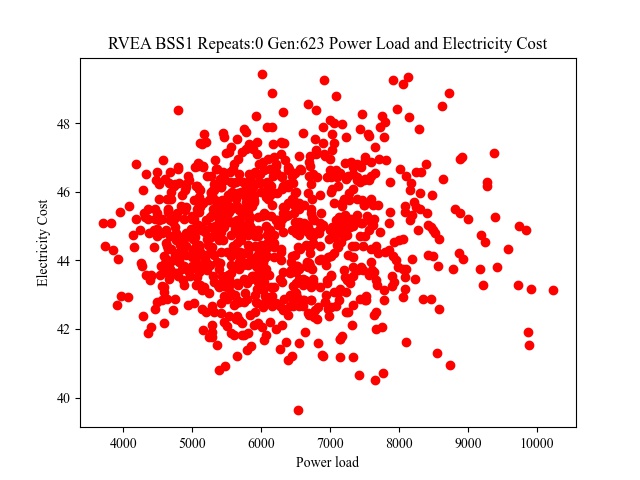 RVEA BSS1 Repeats:0 Gen:623 Power Load and Electricity Cost
48
46
44
42
40
Electricity Cost
4000 5000 6000 7000 8000 9000 10000
Power load